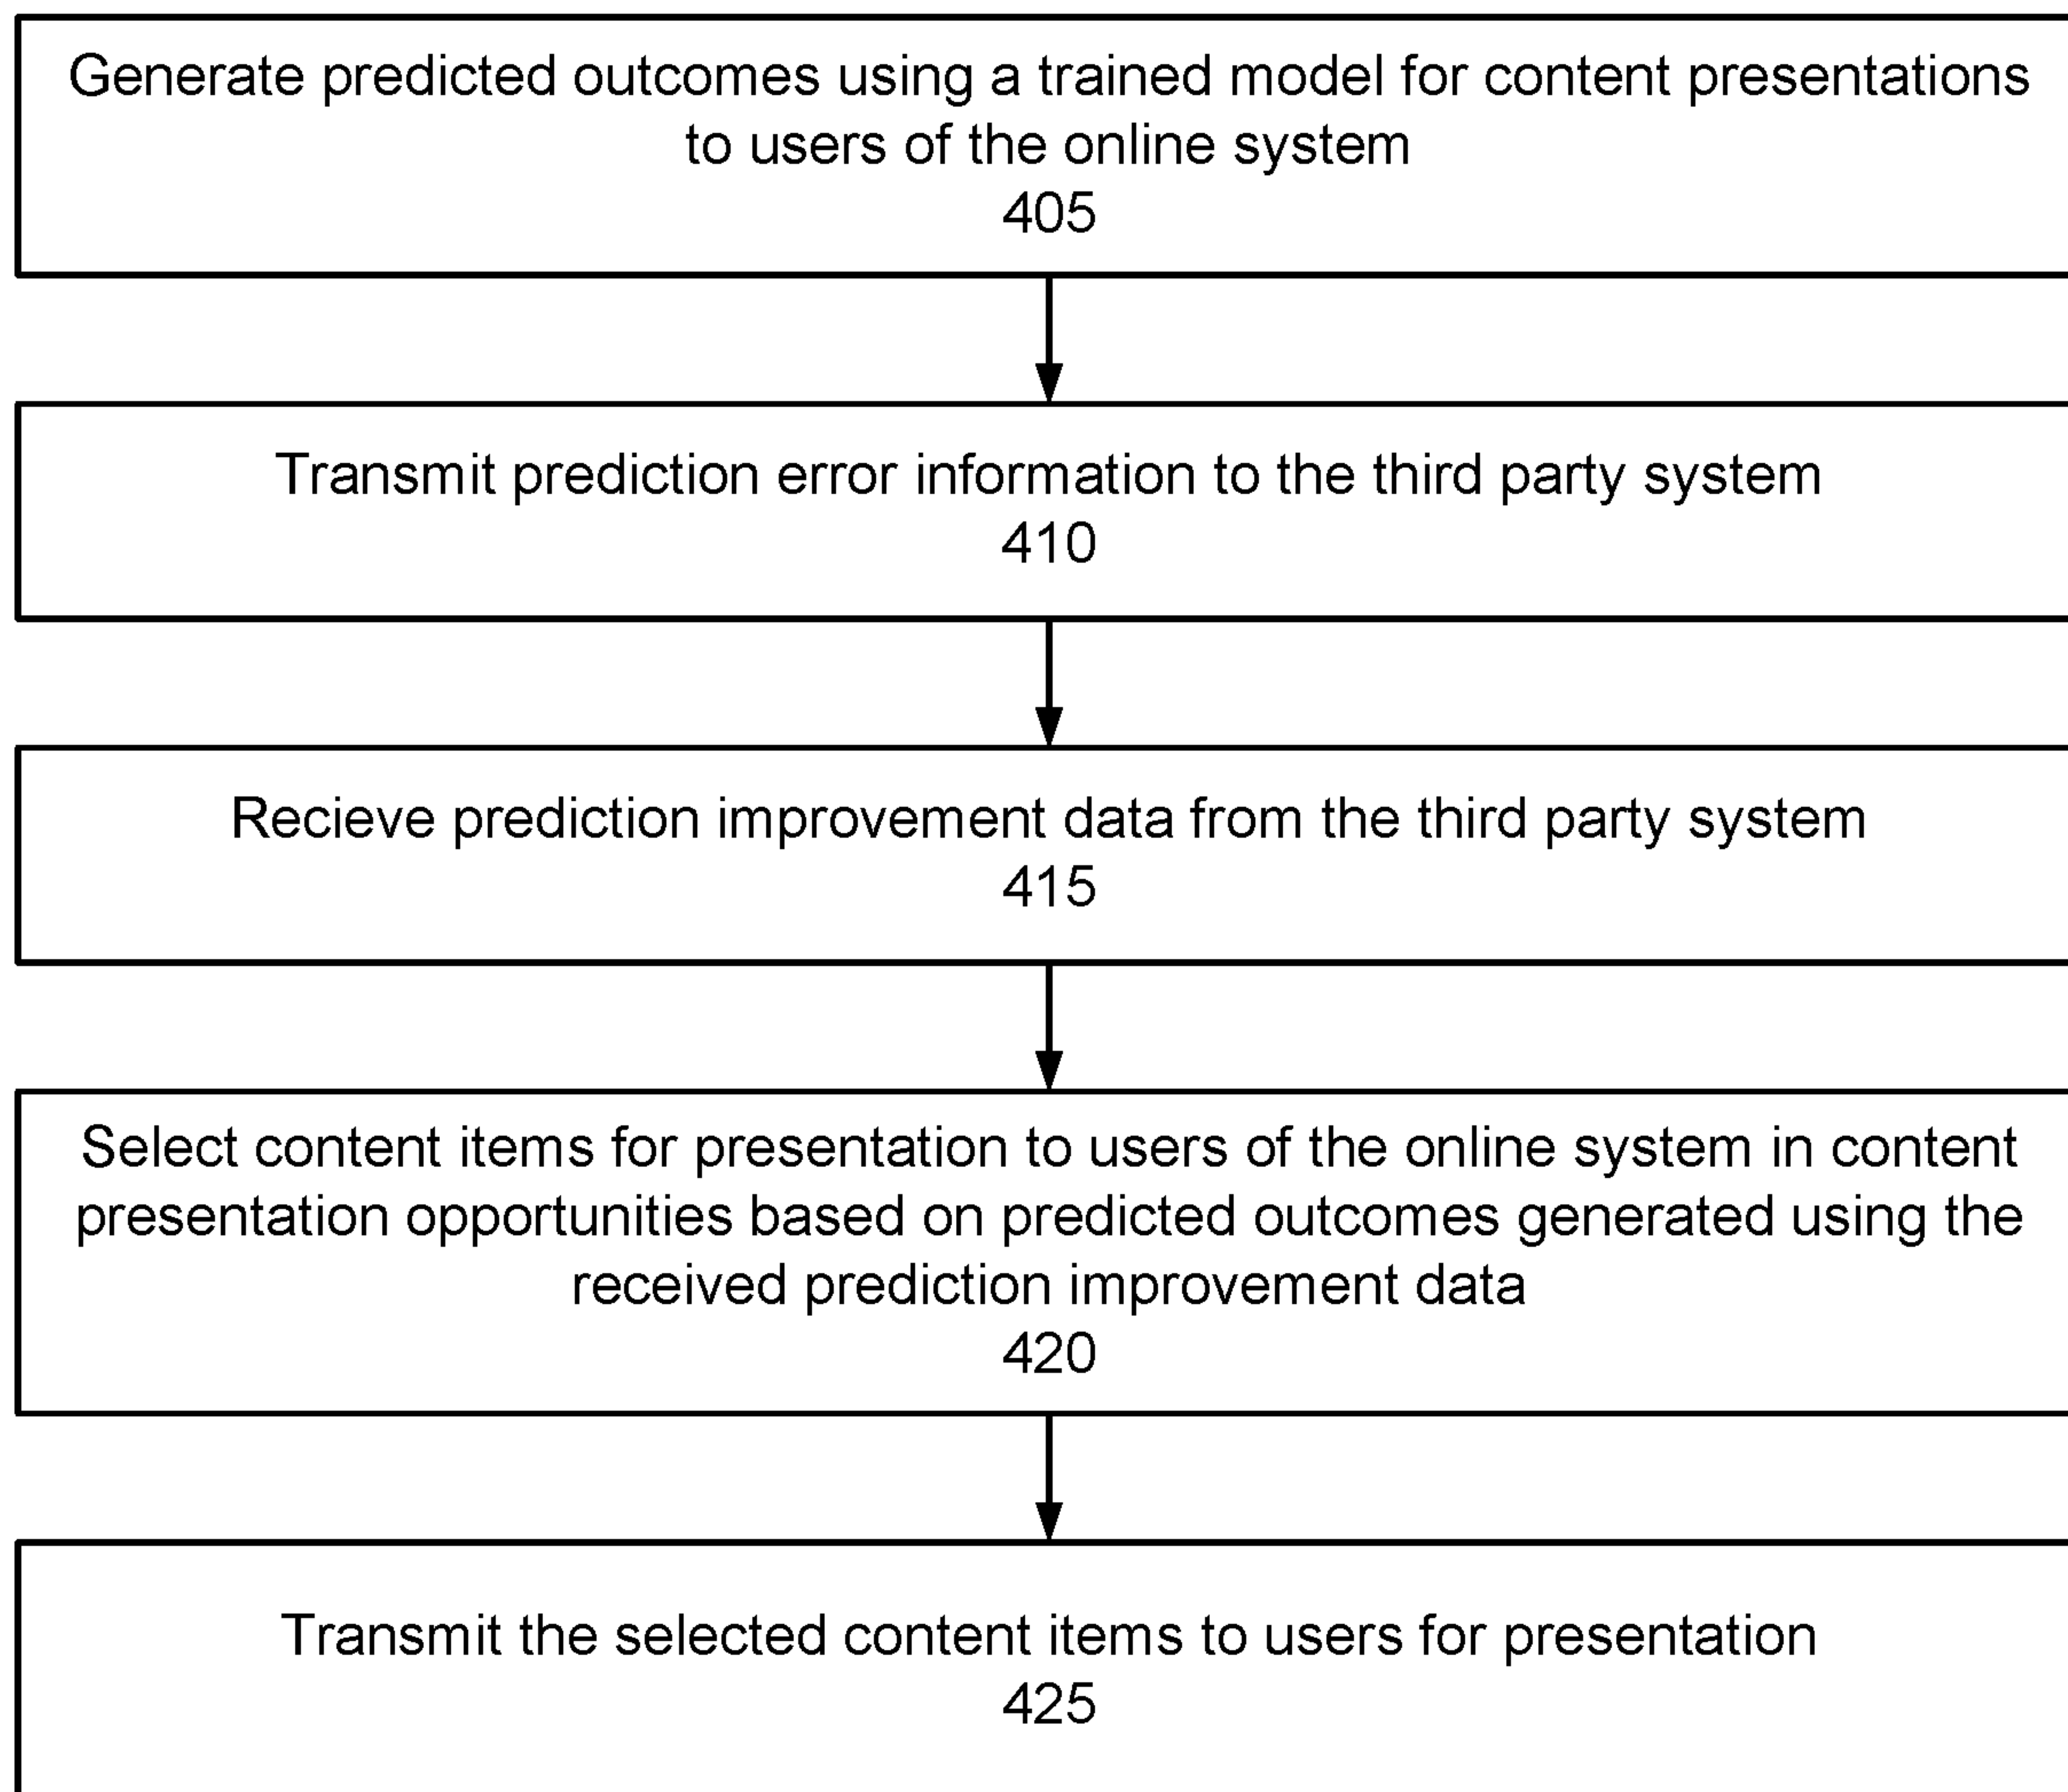 Generate predicted outcomes using a trained model for content presentations
to users of the online system
405
Transmit prediction error information to the third party system
410
Recieve prediction improvement data from the third party system
415
Select content items for presentation to users of the online system in content
presentation opportunities based on predicted outcomes generated using the
received prediction improvement data
420
Transmit the selected content items to users for presentation
425